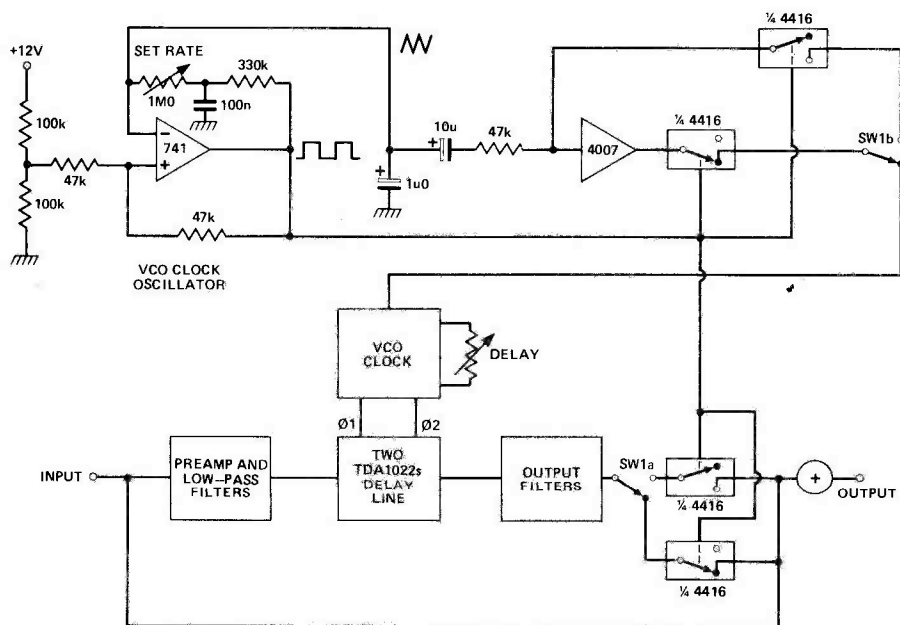 +12V
100k
100k
47k
SET RATE
1M0
100n
330k
−
741
+
47k
VCO CLOCK
OSCILLATOR
+
1u0
10u
+
47k
4007
¼ 4416
¼ 4416
SW1b
VCO
CLOCK
DELAY
Ø1
Ø2
INPUT
PREAMP AND
LOW-PASS
FILTERS
TWO
TDA1022s
DELAY
LINE
OUTPUT
FILTERS
SW1a
¼ 4416
¼ 4416
+
OUTPUT